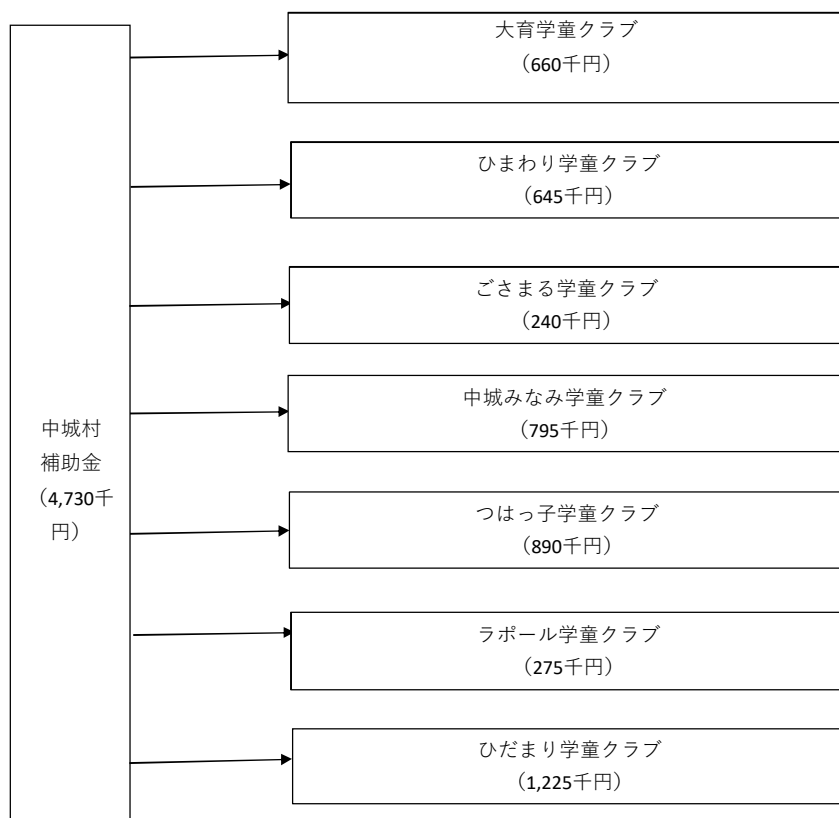 大育学童クラブ
（660千円）
ひまわり学童クラブ
（645千円）
ごさまる学童クラブ
（240千円）
中城みなみ学童クラブ
（795千円）
中城村
補助金
（4,730千
円）
つはっ子学童クラブ
（890千円）
ラポール学童クラブ
（275千円）
ひだまり学童クラブ
（1,225千円）